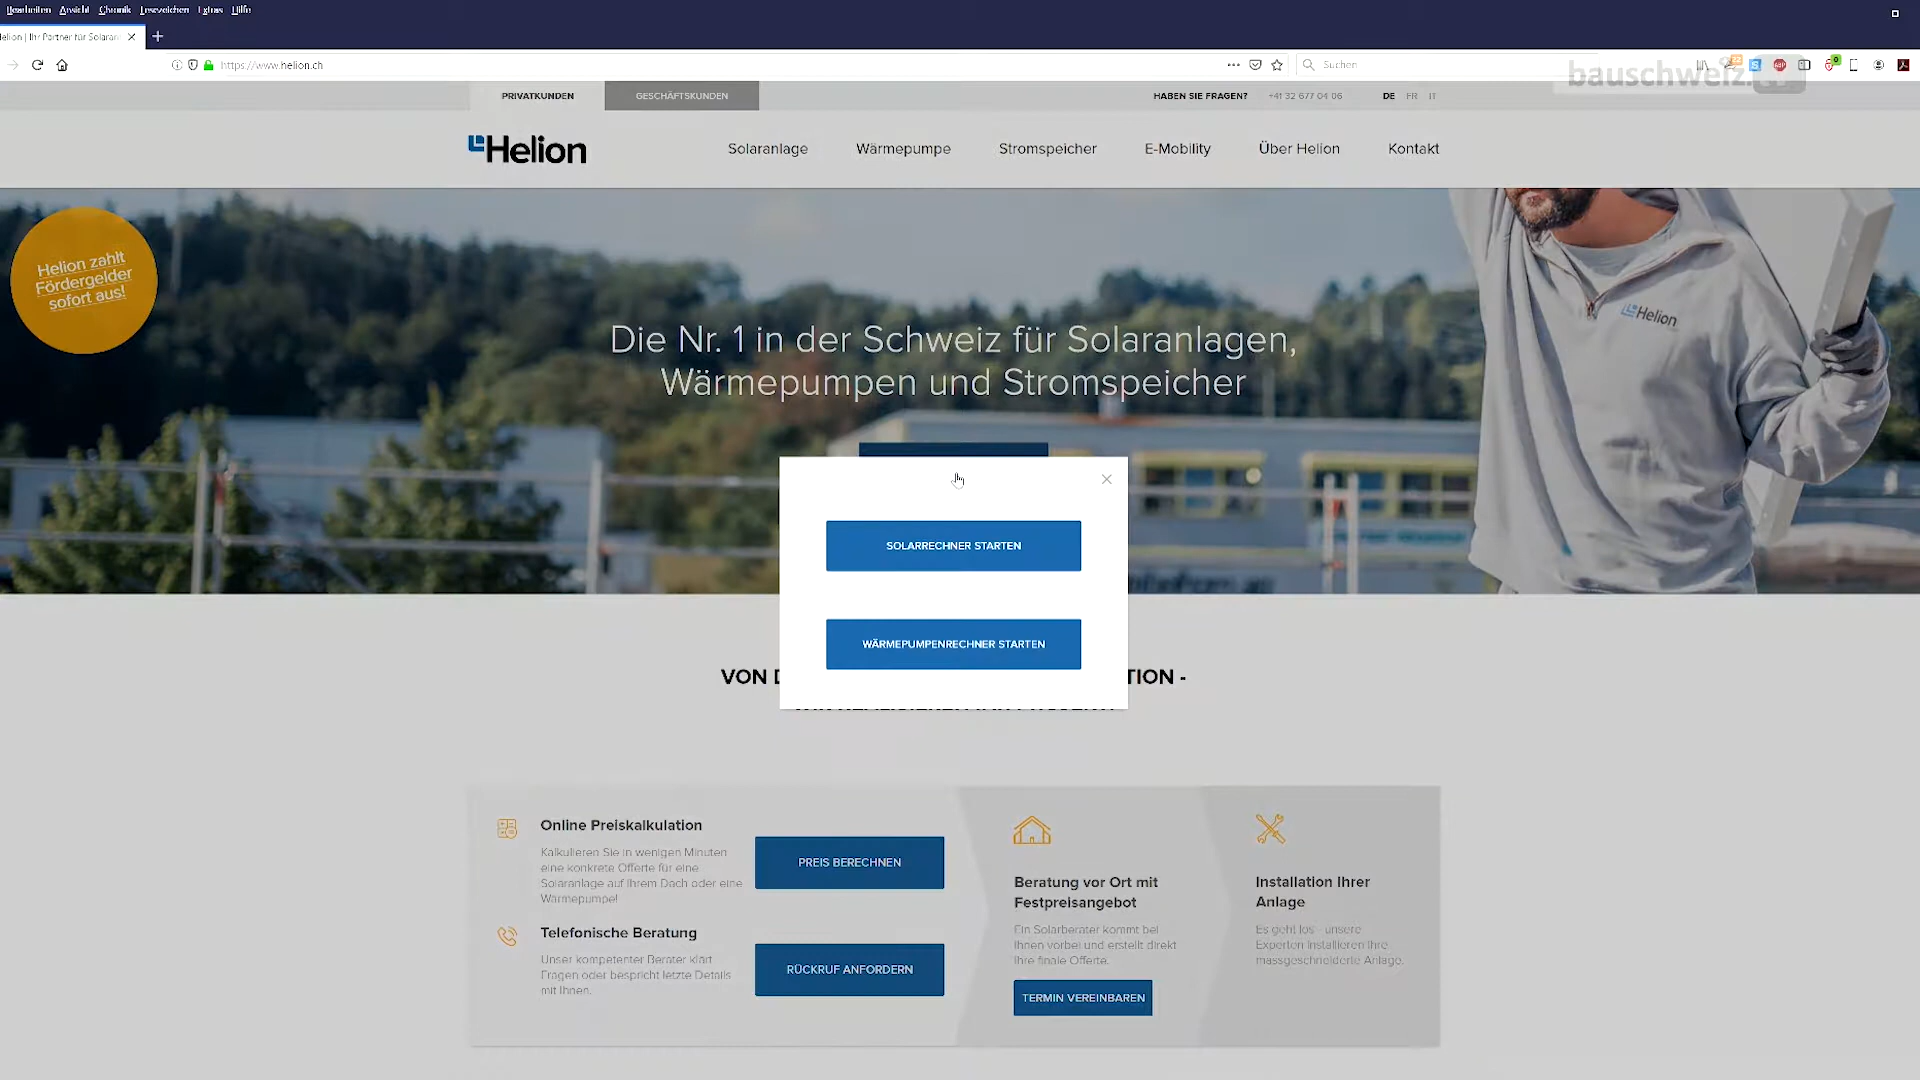 Bearbeiten Ansicht Chronik Lesezeichen Extras Hilfe
elion | Ihr Partner für Solaran
https://www.helion.ch
Suchen
bauschweiz.
PRIVATKUNDEN
GESCHÄFTSKUNDEN
HABEN SIE FRAGEN?
+41 32 677 04 06
DE FR IT
Helion
Solaranlage
Wärmepumpe
Stromspeicher
E-Mobility
Über Helion
Kontakt
Helion zahlt
Fördergelder
sofort aus!
Helion
Die Nr. 1 in der Schweiz für Solaranlagen,
Wärmepumpen und Stromspeicher
SOLARRECHNER STARTEN
WÄRMEPUMPENRECHNER STARTEN
VON D
TION -
Online Preiskalkulation
Kalkulieren Sie in wenigen Minuten
eine konkrete Offerte für eine
Solaranlage auf Ihrem Dach oder eine
Wärmepumpe!
PREIS BERECHNEN
Telefonische Beratung
Unser kompetenter Berater klärt
Fragen oder bespricht letzte Details
mit Ihnen.
RÜCKRUF ANFORDERN
Beratung vor Ort mit
Festpreisangebot
Ein Solarberater kommt bei
Ihnen vorbei und erstellt direkt
Ihre finale Offerte.
TERMIN VEREINBAREN
Installation Ihrer
Anlage
Es geht los - unsere
Experten installieren Ihre
massgeschneiderte Anlage.